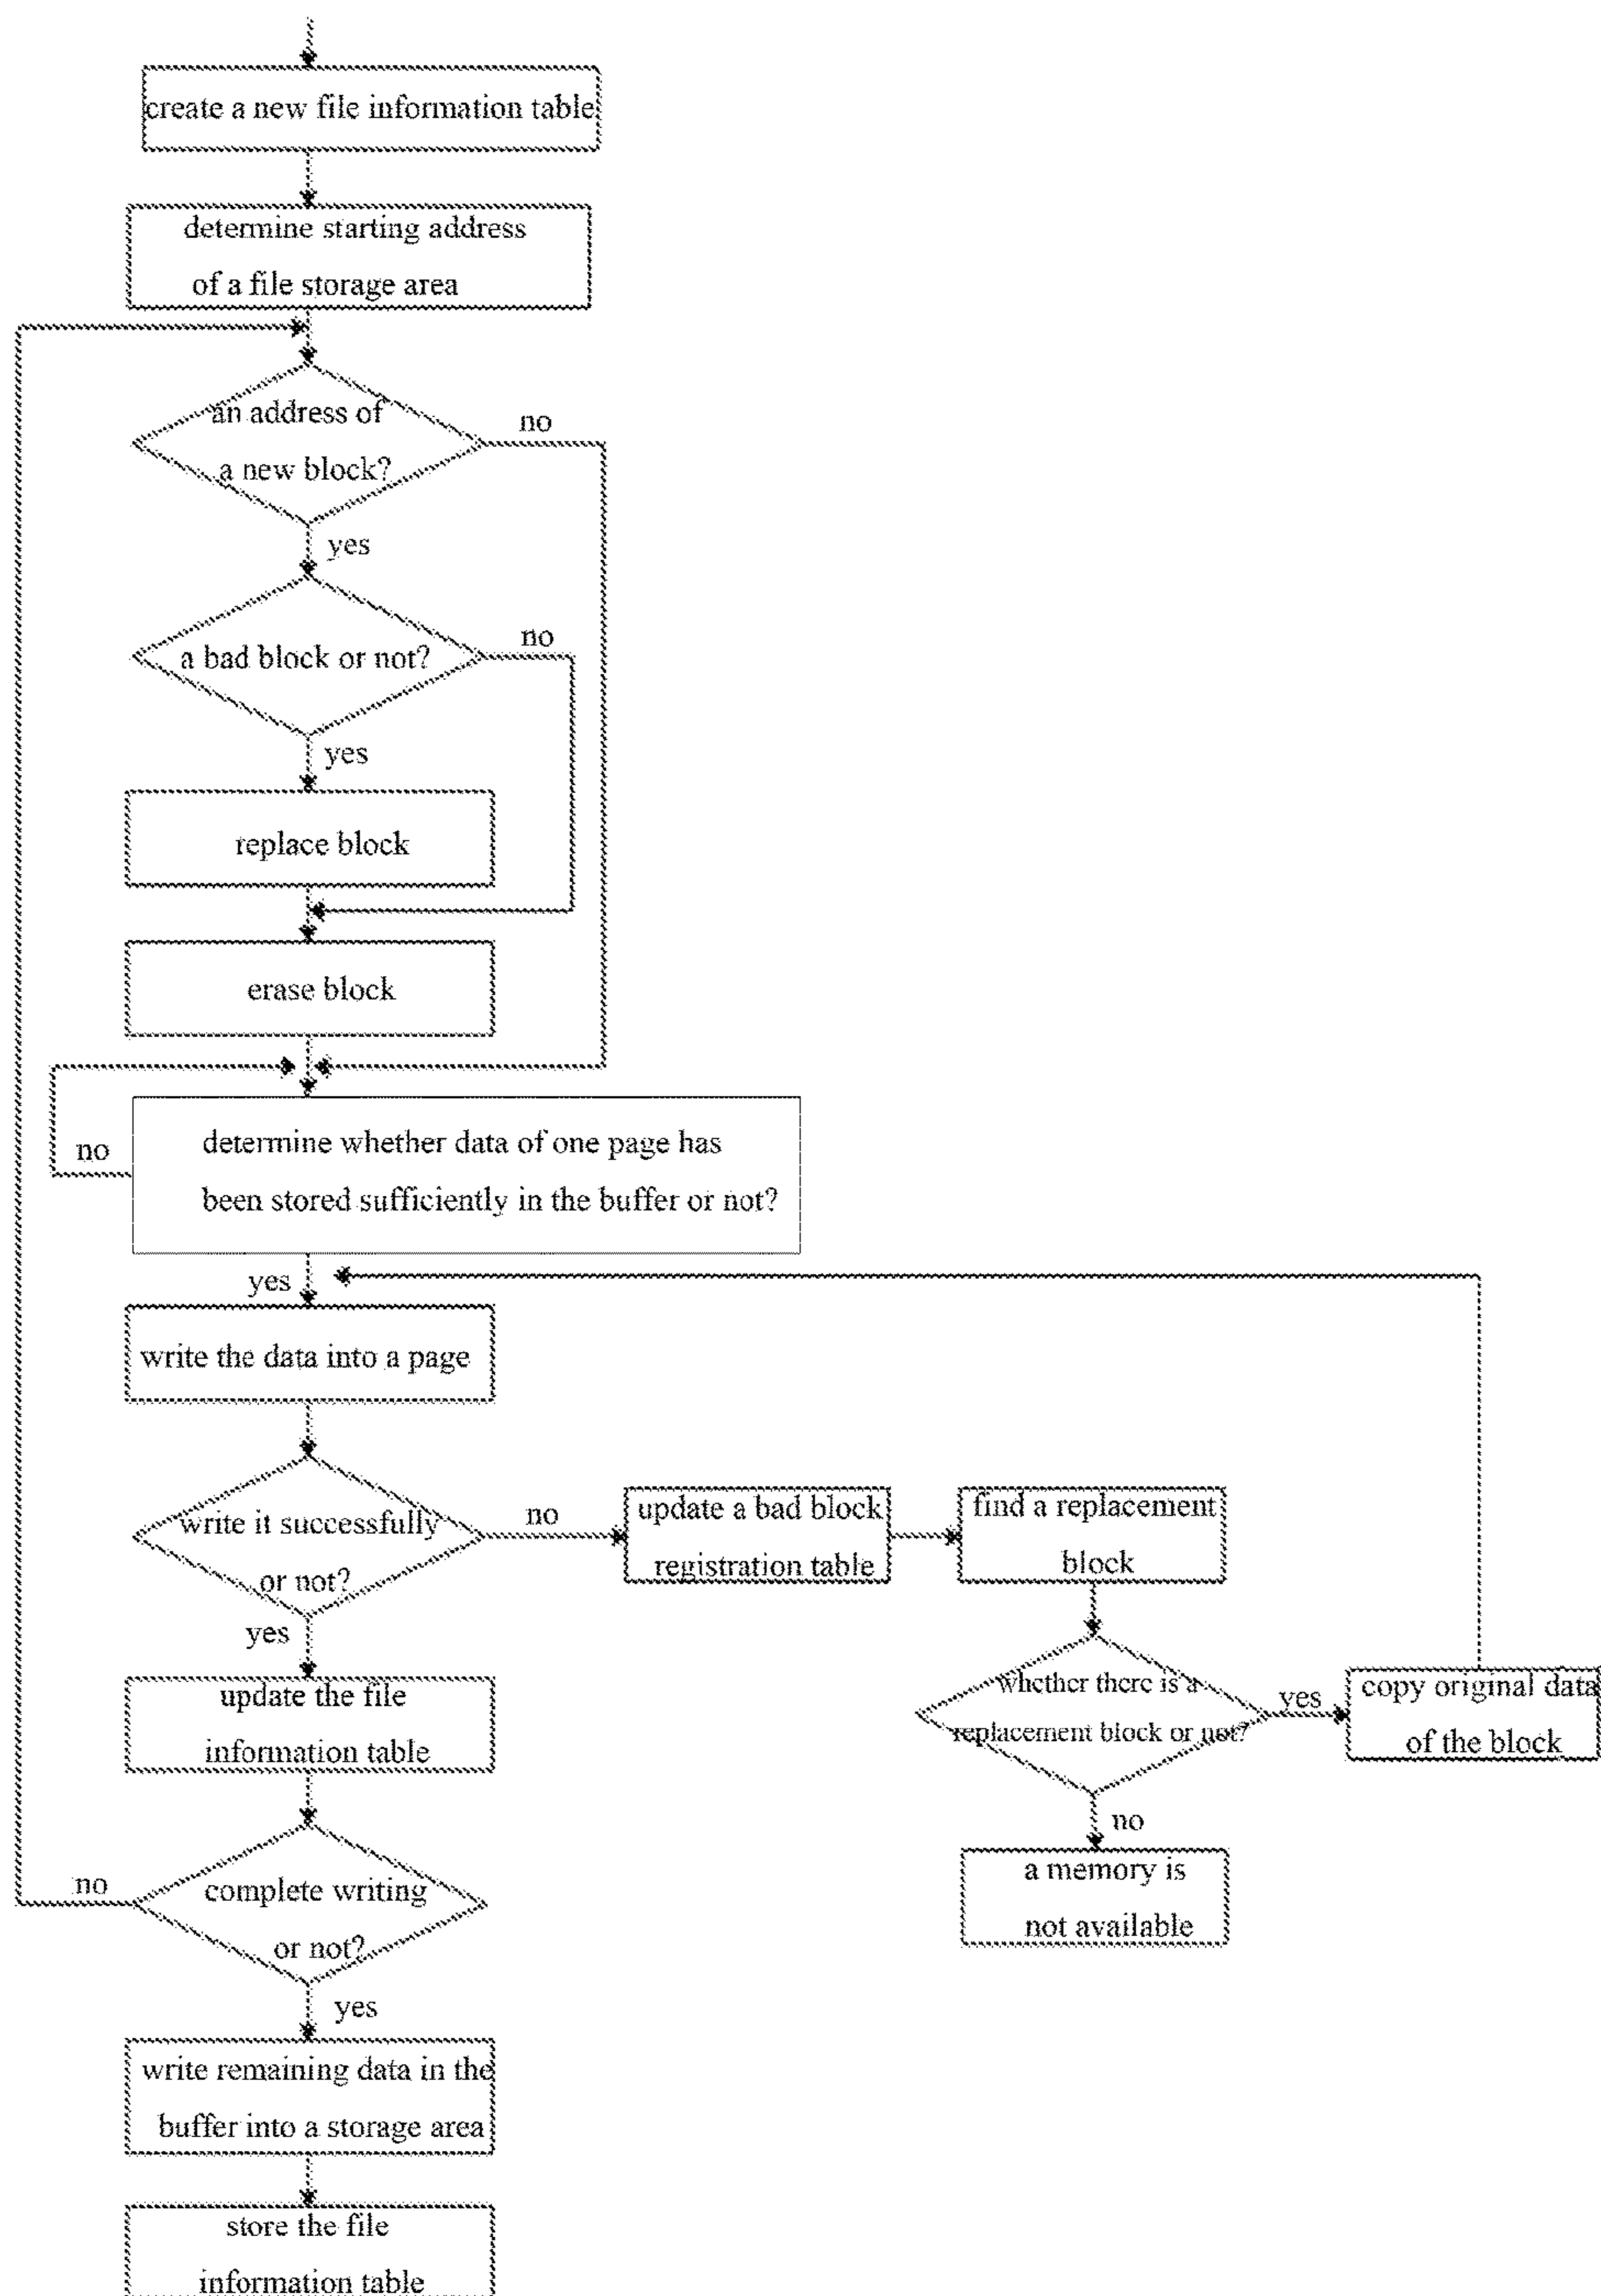 create a new file information table
determine starting address
of a file storage area
an address of
a new block?
no
yes
a bad block or not?
no
yes
replace block
erase block
no
determine whether data of one page has
been stored sufficiently in the buffer or not?
yes
write the data into a page
write it successfully
or not?
no
update a bad block
registration table
find a replacement
block
yes
whether there is a
replacement block or not?
yes
copy original data
of the block
no
a memory is
not available
update the file
information table
no
complete writing
or not?
yes
write remaining data in the
buffer into a storage area
store the file
information table